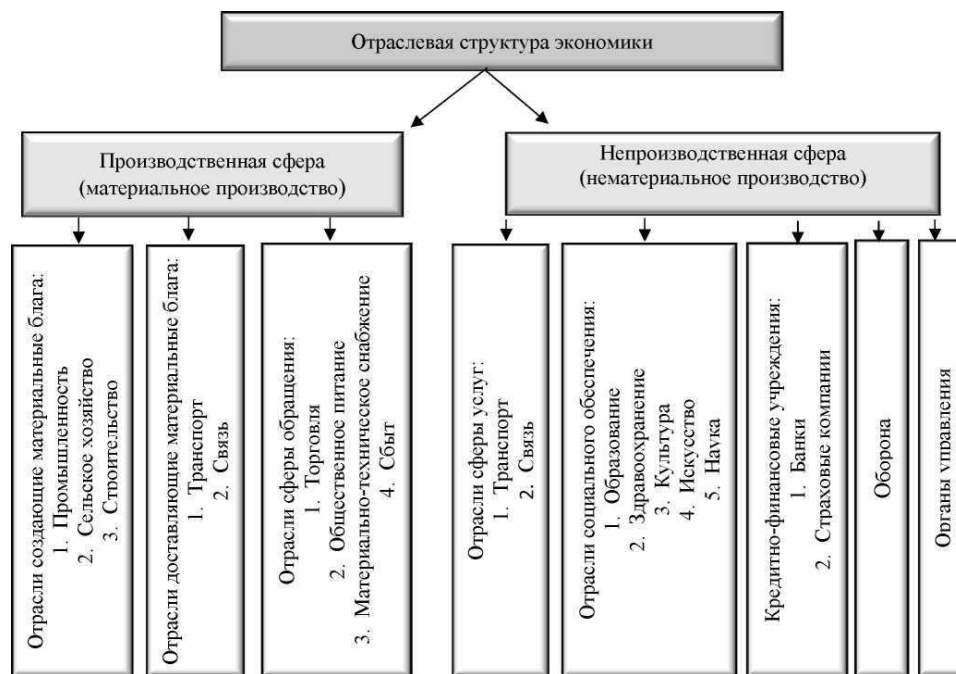 Отраслевая структура экономики
Производственная сфера
(материальное производство)
Непроизводственная сфера
(нематериальное производство)
Отрасли создающие материальные блага:
1. Промышленность
2. Сельское хозяйство
3. Строительство
Отрасли доставляющие материальные блага:
1. Транспорт
2. Связь
Отрасли сферы обращения:
1. Торговля
2. Общественное питание
3. Материально-техническое снабжение
4. Сбыт
Отрасли сферы услуг:
1. Транспорт
2. Связь
Отрасли социального обеспечения:
1. Образование
2. Здравоохранение
3. Культура
4. Искусство
5. Наука
Кредитно-финансовые учреждения:
1. Банки
2. Страховые компании
Оборона
Органы управления